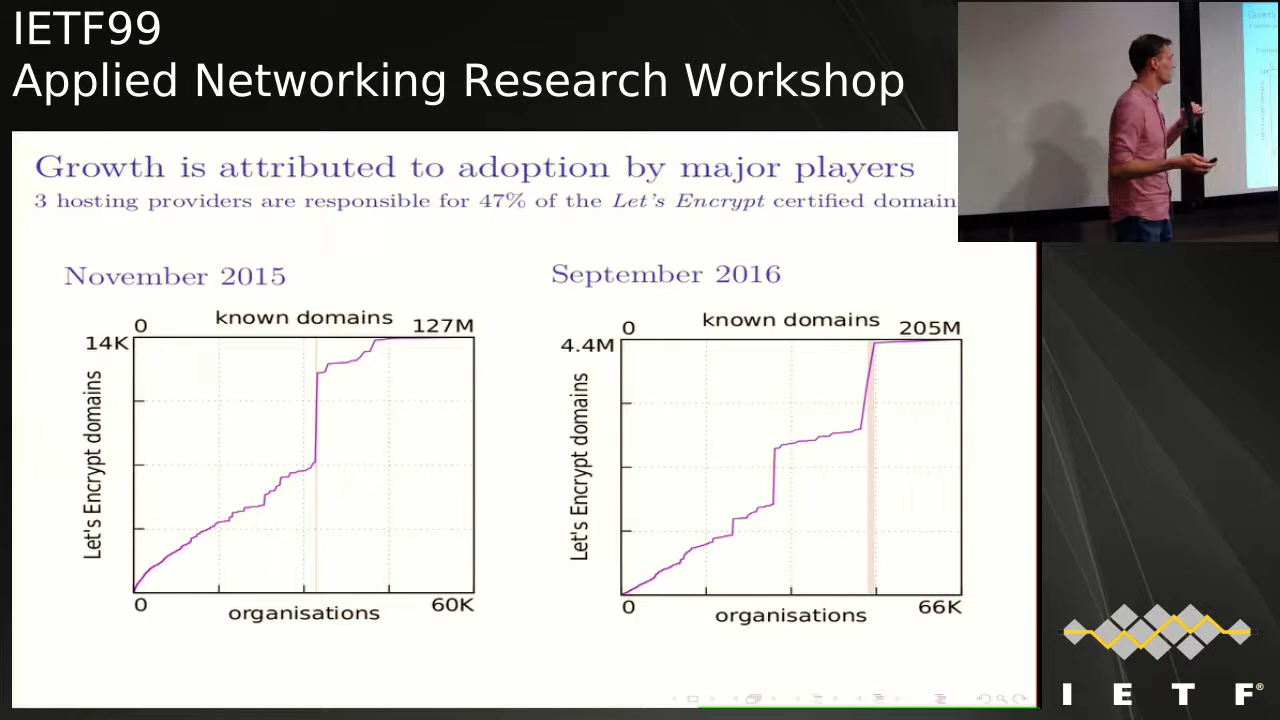 IETF99
Applied Networking Research Workshop
Growth is attributed to adoption by major players
3 hosting providers are responsible for 47% of the Let's Encrypt certified domain
November 2015
0 known domains 127M
14K
Let's Encrypt domains
0 organisations 60K
September 2016
0 known domains 205M
4.4M
Let's Encrypt domains
0 organisations 66K
I E T F®